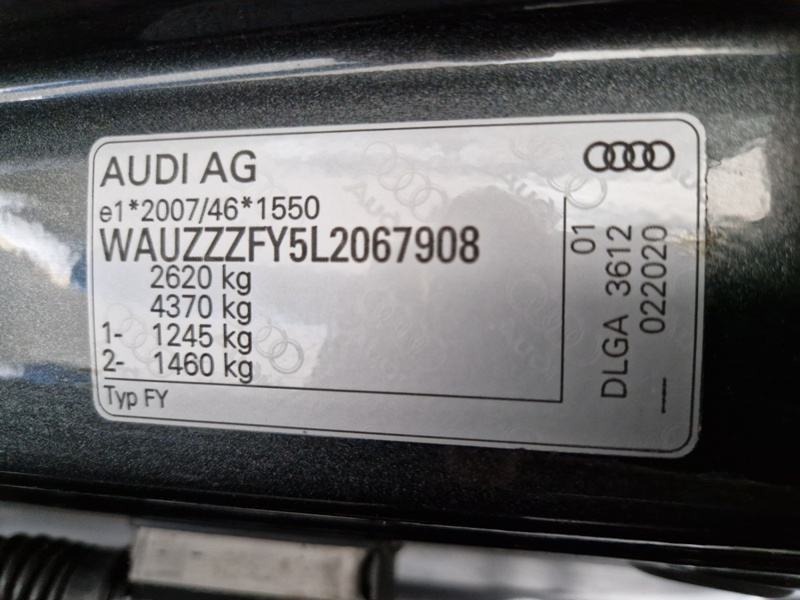 AUDI AG
e1*2007/46*1550
WAUZZZFY5L2067908
2620 kg
4370 kg
1- 1245 kg
2- 1460 kg
Typ FY
01
DLGA 3612
022020